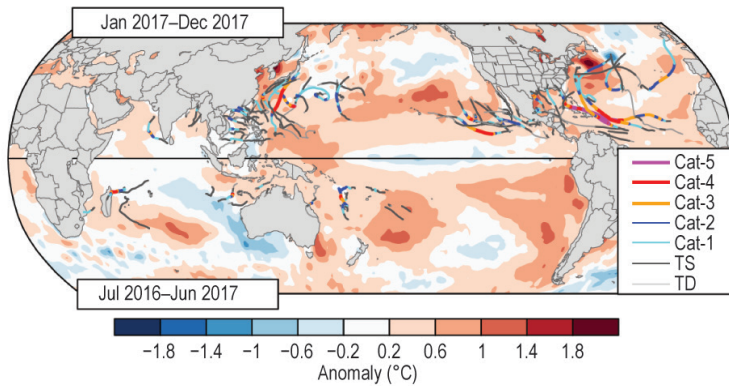 Jan 2017–Dec 2017
Cat-5
Cat-4
Cat-3
Cat-2
Cat-1
TS
TD
Jul 2016–Jun 2017
−1.8 −1.4 −1 −0.6 −0.2 0.2 0.6 1 1.4 1.8
Anomaly (°C)